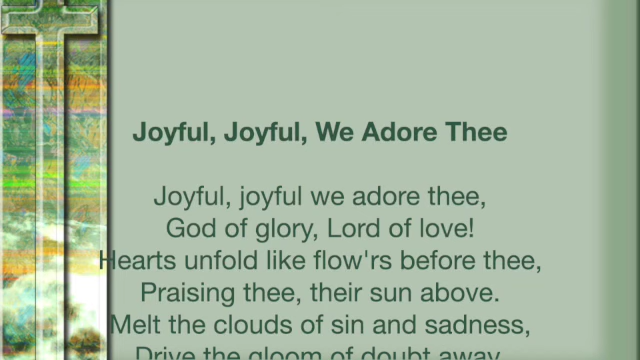 Joyful, Joyful, We Adore Thee
Joyful, joyful we adore thee,
God of glory, Lord of love!
Hearts unfold like flow'rs before thee,
Praising thee, their sun above.
Melt the clouds of sin and sadness,
Drive the gloom of doubt away